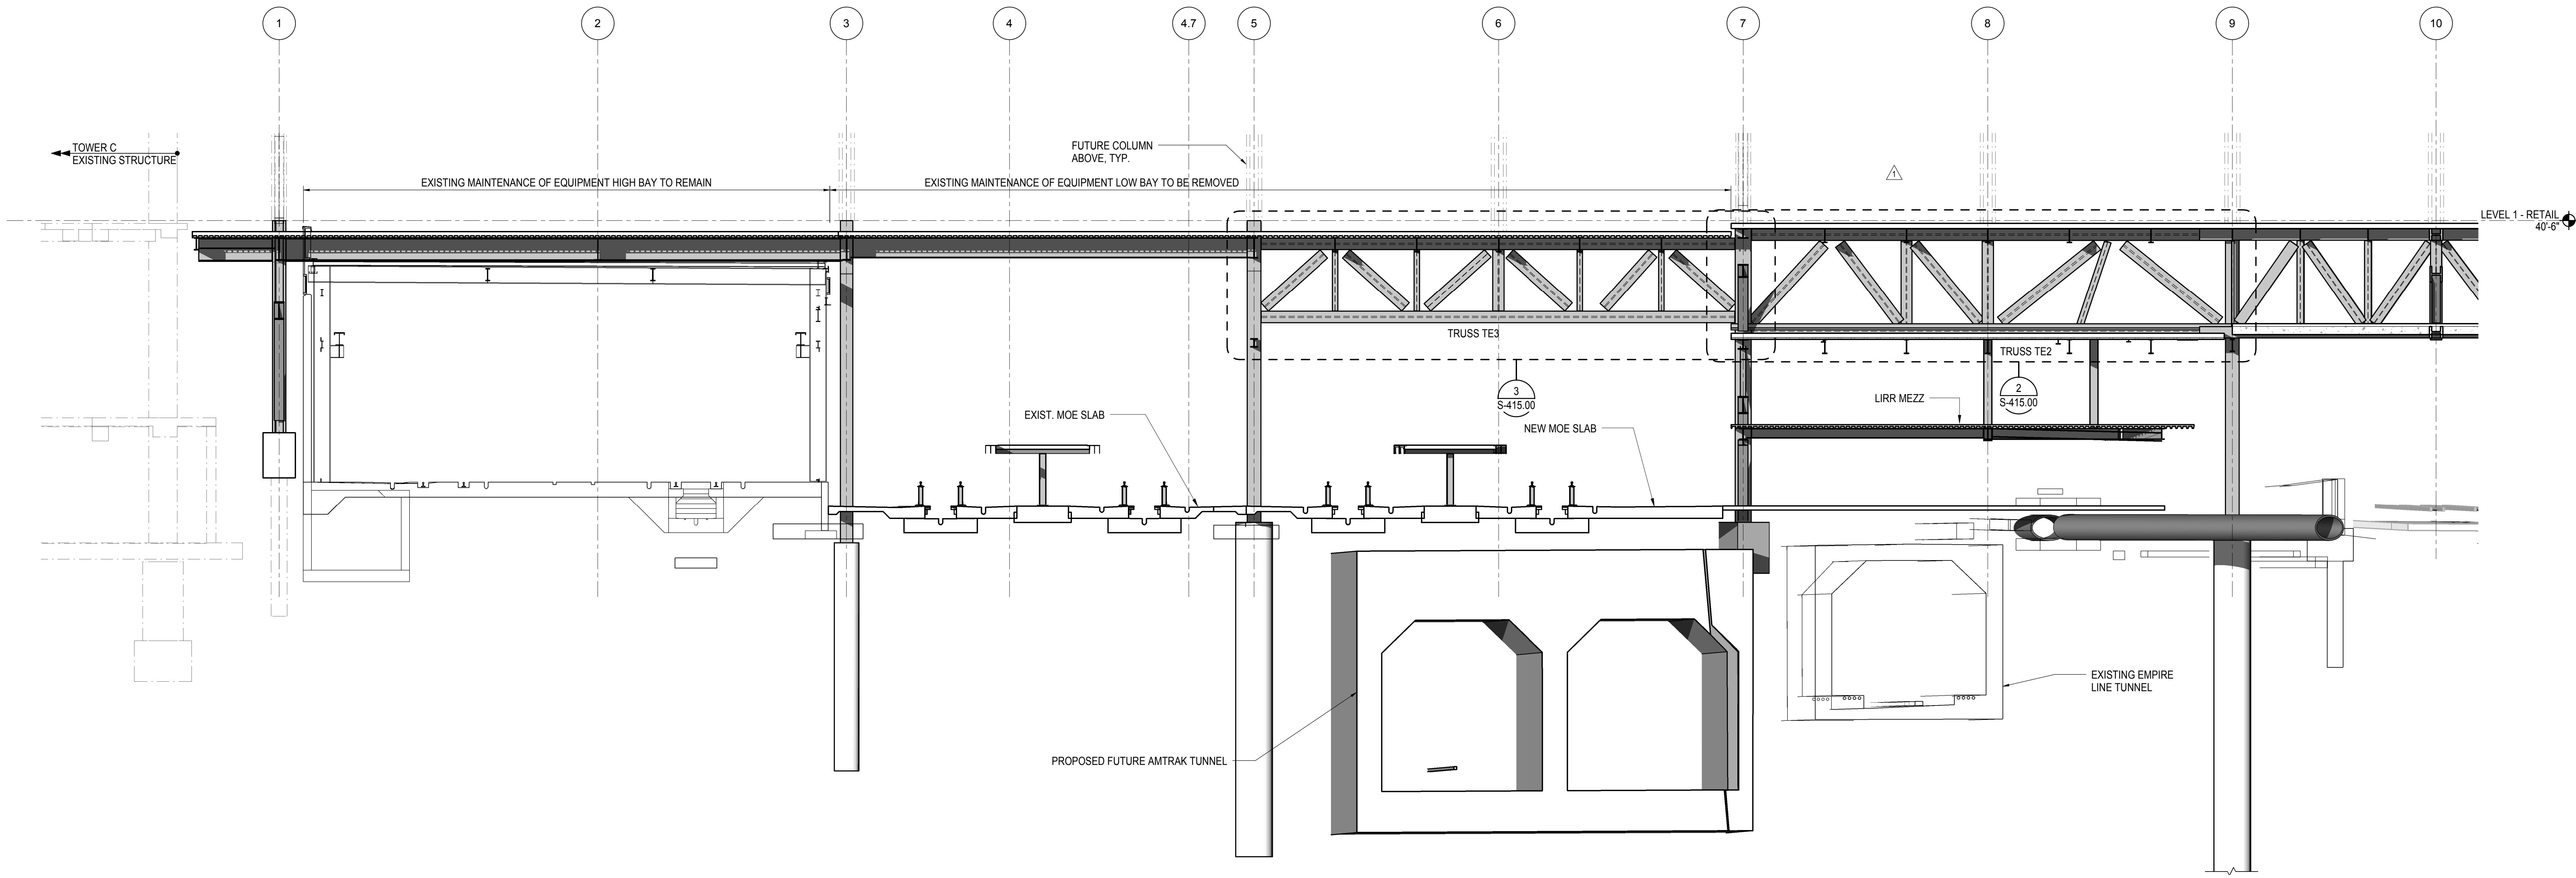 1
2
3
4
4.7
5
6
7
8
9
10
TOWER C
EXISTING STRUCTURE
FUTURE COLUMN
ABOVE, TYP.
EXISTING MAINTENANCE OF EQUIPMENT HIGH BAY TO REMAIN
EXISTING MAINTENANCE OF EQUIPMENT LOW BAY TO BE REMOVED
1
LEVEL 1 - RETAIL
40'-6"
TRUSS TE3
TRUSS TE2
3
S-415.00
2
S-415.00
LIRR MEZZ
EXIST. MOE SLAB
NEW MOE SLAB
EXISTING EMPIRE
LINE TUNNEL
PROPOSED FUTURE AMTRAK TUNNEL